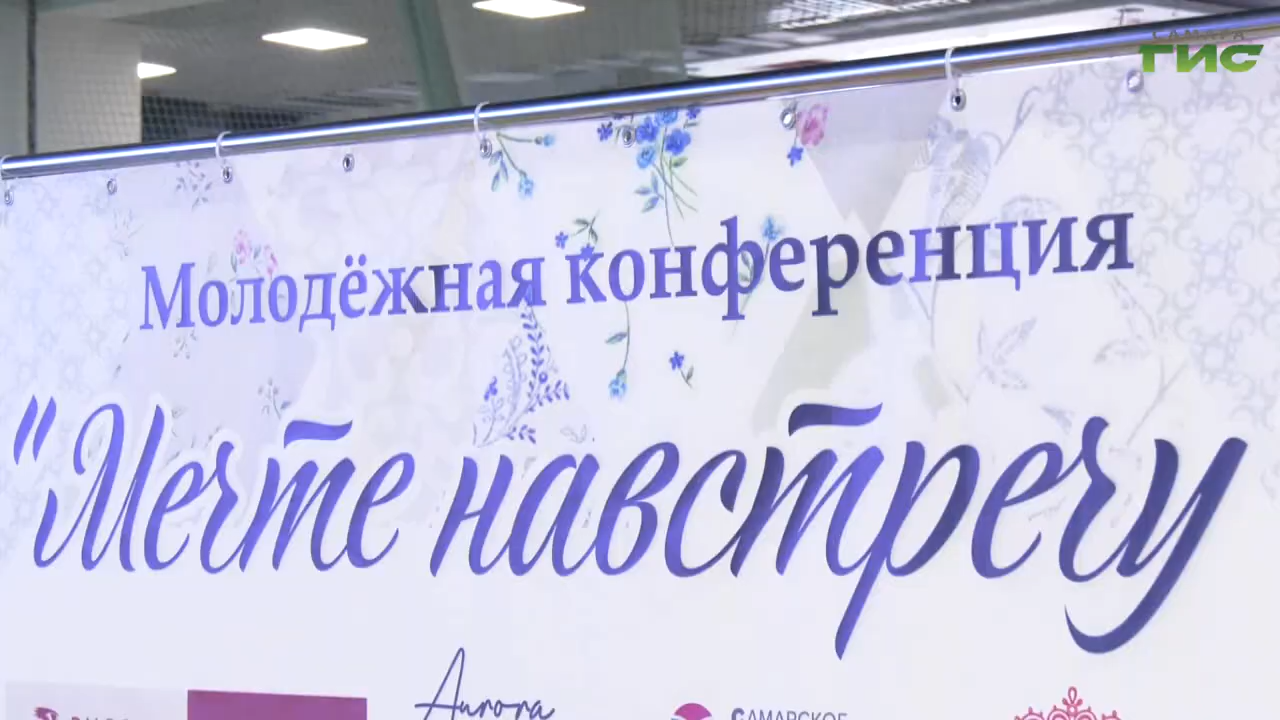 САМАРА
ГИС
Молодёжная конференция
"Мечте навстречу
Aurora
САМАРСКОЕ